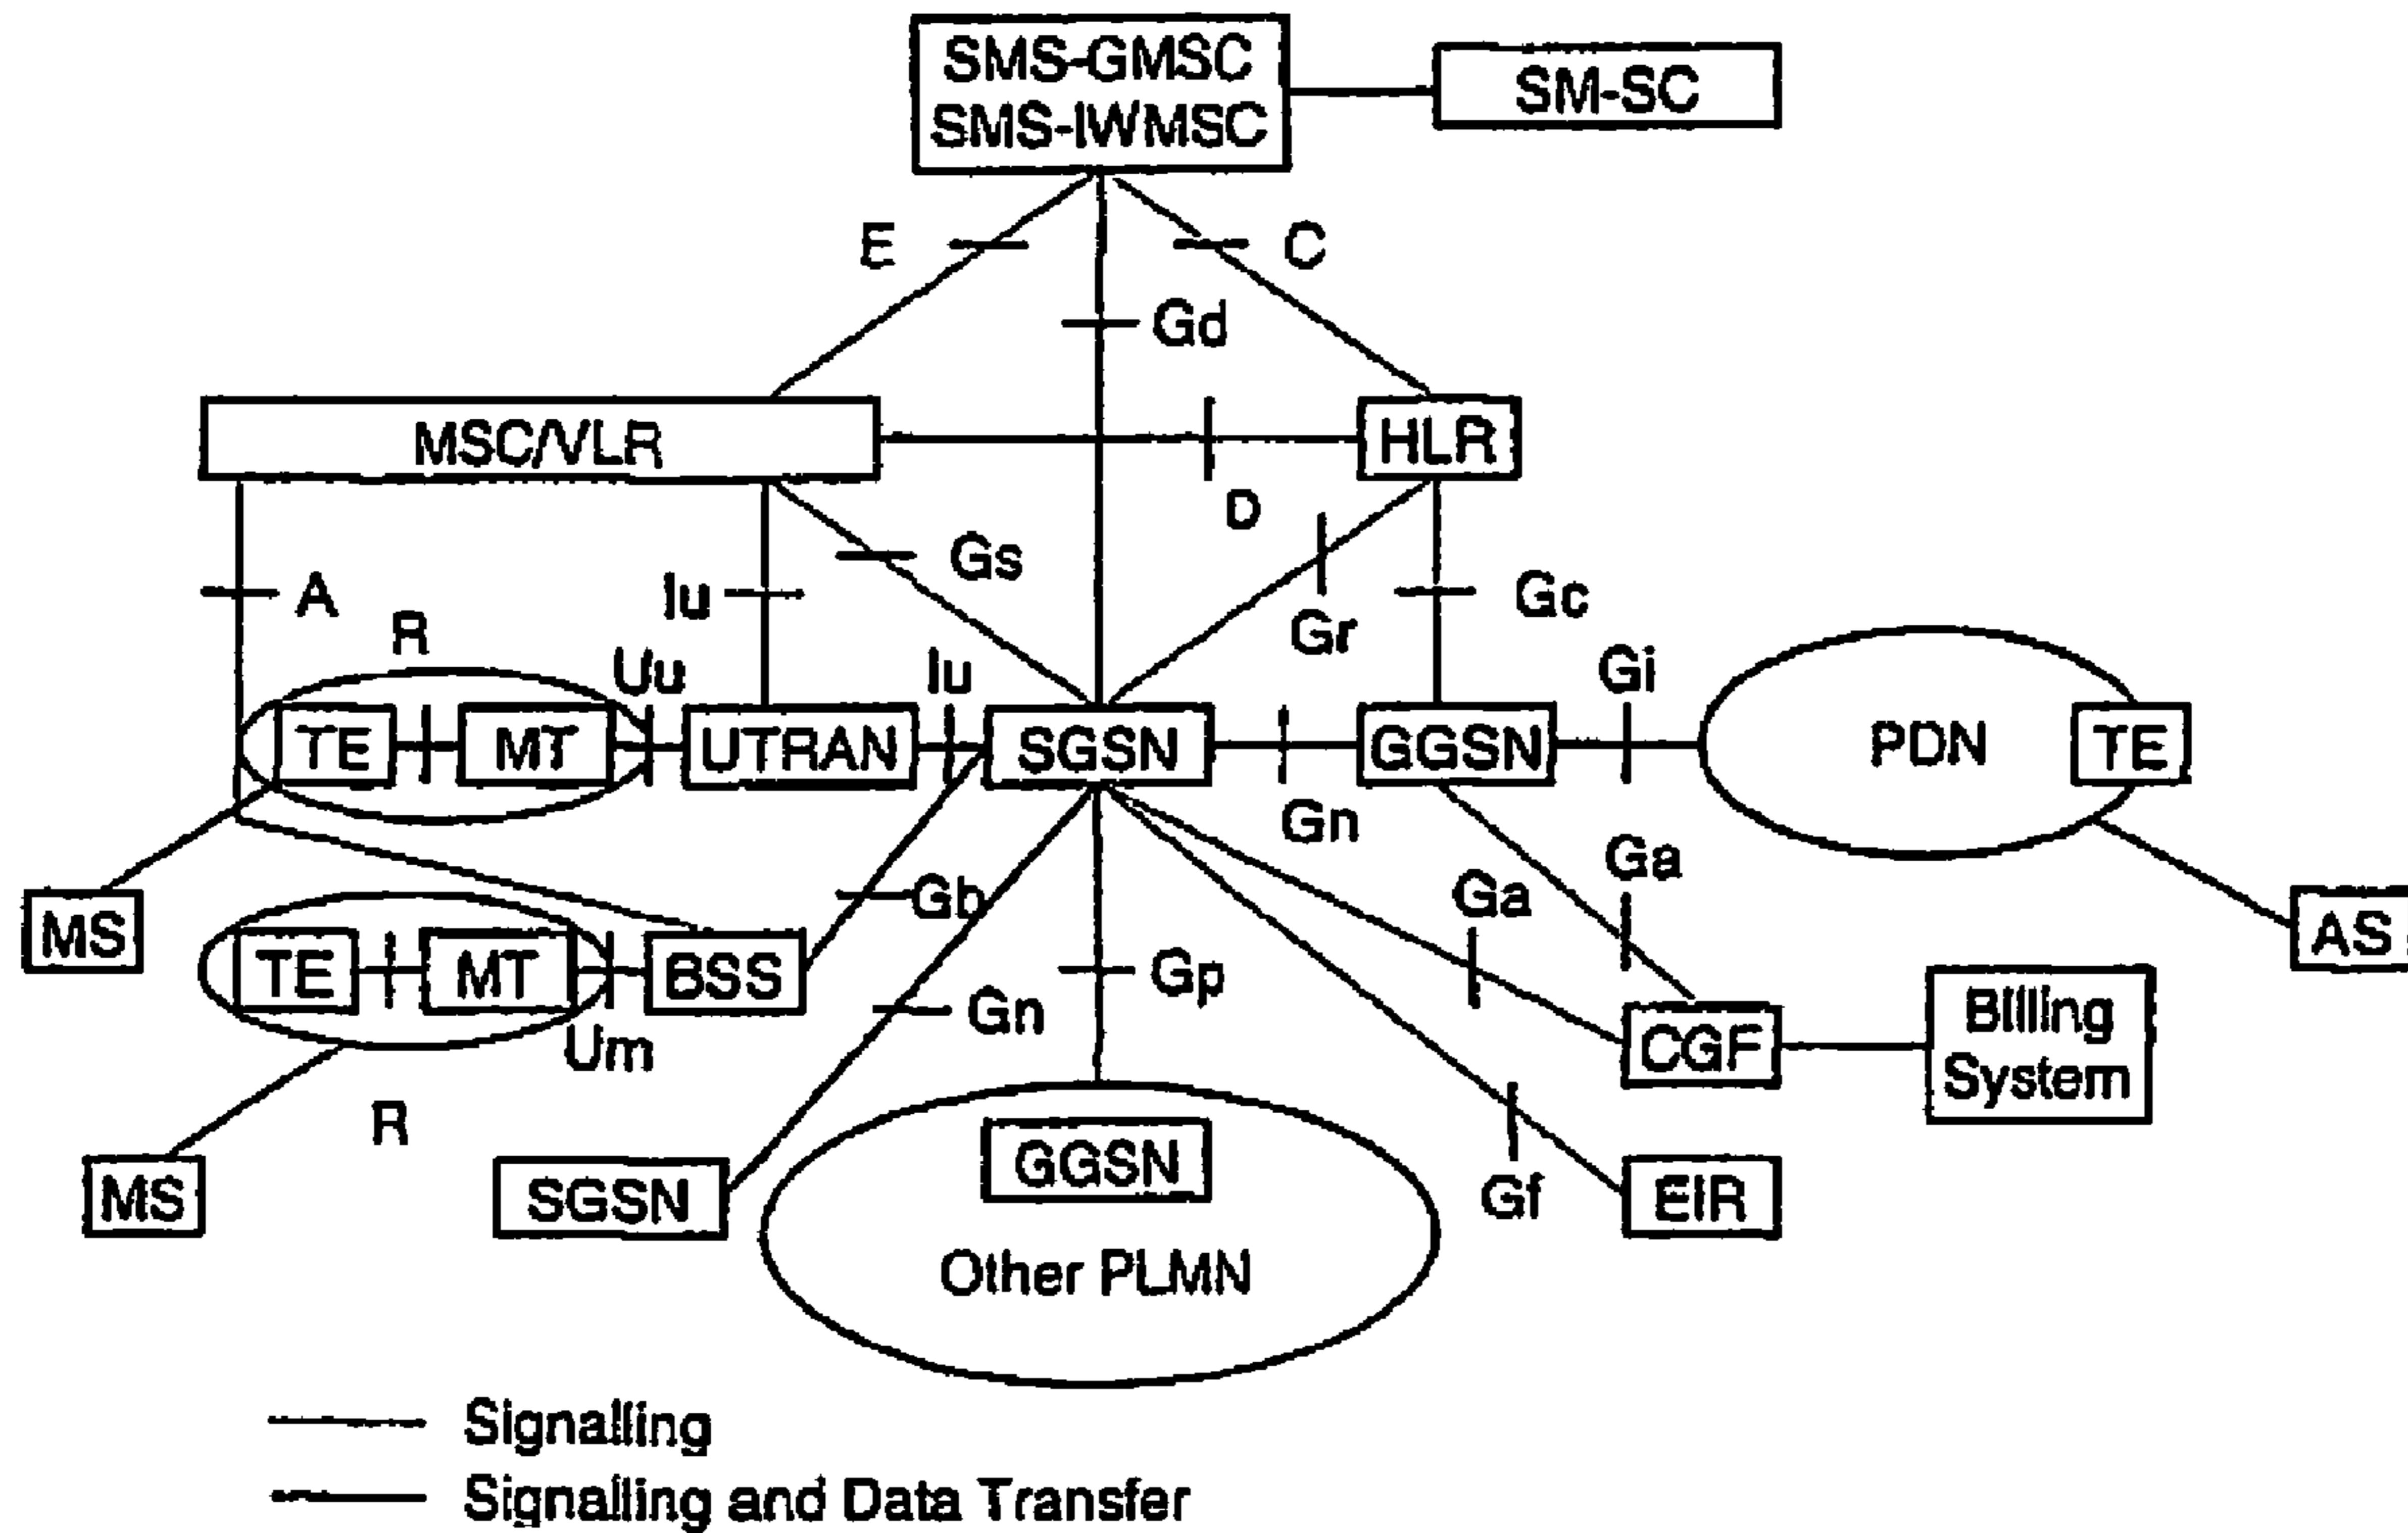 SMS-GMSC
SMS-IWMSC
SM-SC
E
C
Gd
MSC/VLR
HLR
D
A
R
Iu
Gs
Gr
Gc
Uu
Iu
Gi
TE
MT
UTRAN
SGSN
GGSN
PDN
TE
Gn
Ga
Ga
MS
Gb
AS
TE
MT
BSS
Gp
Um
Gn
CGF
Billing
System
R
MS
SGSN
GGSN
Gf
EIR
Other PLMN
Signalling
Signalling and Data Transfer